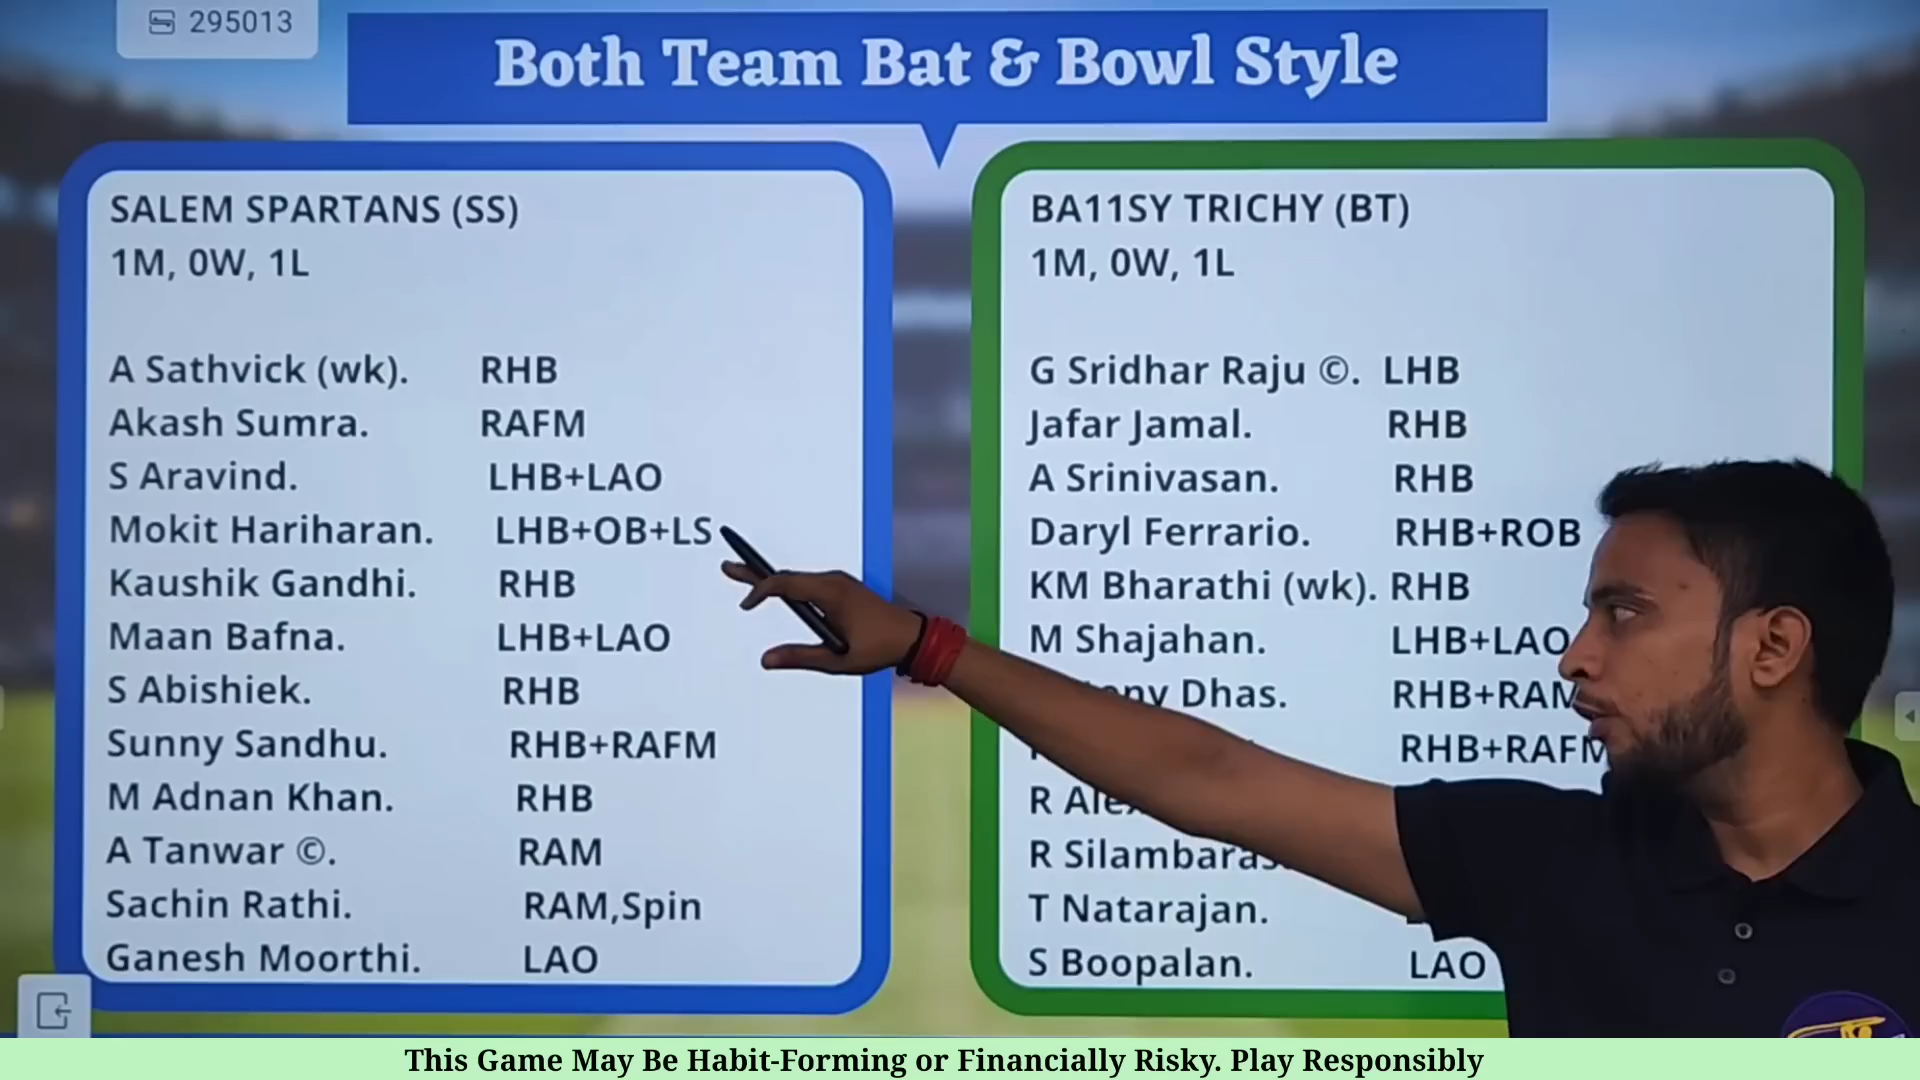 295013
Both Team Bat & Bowl Style
SALEM SPARTANS (SS)
1M, 0W, 1L
A Sathvick (wk). RHB
Akash Sumra. RAFM
S Aravind. LHB+LAO
Mokit Hariharan. LHB+OB+LS
Kaushik Gandhi. RHB
Maan Bafna. LHB+LAO
S Abishiek. RHB
Sunny Sandhu. RHB+RAFM
M Adnan Khan. RHB
A Tanwar ©. RAM
Sachin Rathi. RAM,Spin
Ganesh Moorthi. LAO
BA11SY TRICHY (BT)
1M, 0W, 1L
G Sridhar Raju ©. LHB
Jafar Jamal. RHB
A Srinivasan. RHB
Daryl Ferrario. RHB+ROB
KM Bharathi (wk). RHB
M Shajahan. LHB+LAO
Dhas. RHB+RAM
RHB+RAFM
R
R
T Natarajan.
S Boopalan. LAO
This Game May Be Habit-Forming or Financially Risky. Play Responsibly